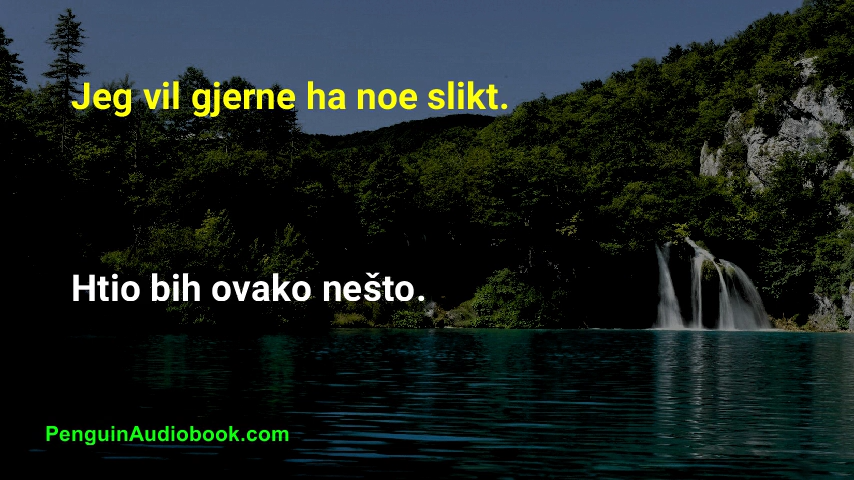 Jeg vil gjerne ha noe slikt.
Htio bih ovako nešto.
PenguinAudiobook.com